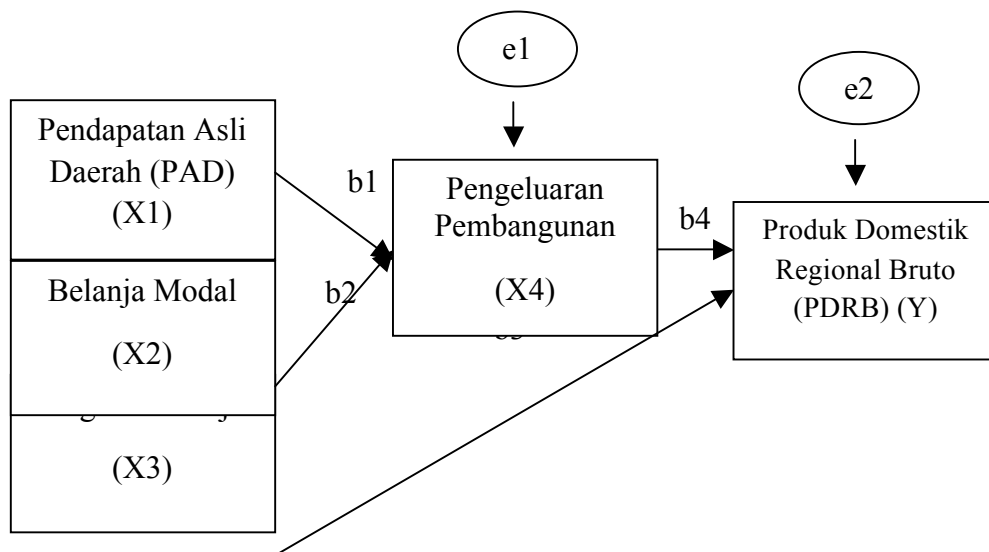 e1
e2
Pendapatan Asli
Daerah (PAD)
(X1)
b1
Pengeluaran
Pembangunan
(X4)
b4
Produk Domestik
Regional Bruto
(PDRB) (Y)
Belanja Modal
(X2)
b2
(X3)